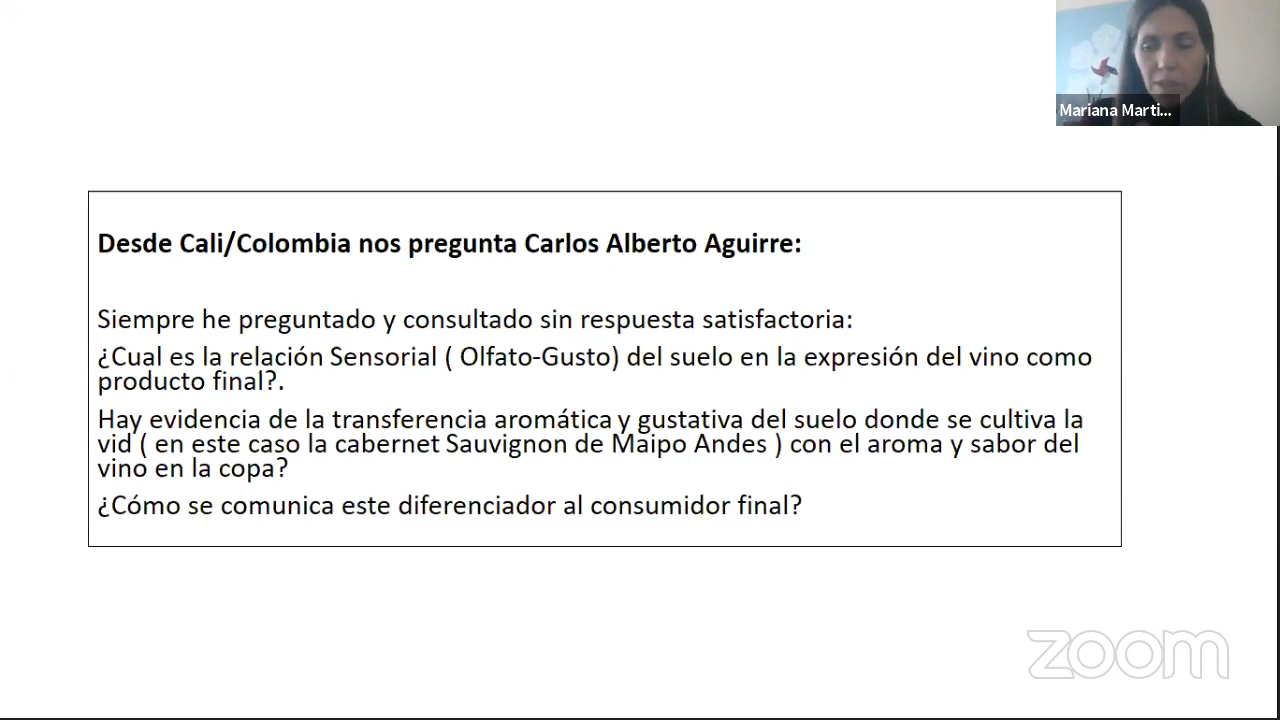 Mariana Marti...
Desde Cali/Colombia nos pregunta Carlos Alberto Aguirre:
Siempre he preguntado y consultado sin respuesta satisfactoria:
¿Cual es la relación Sensorial ( Olfato-Gusto) del suelo en la expresión del vino como
producto final?.
Hay evidencia de la transferencia aromática y gustativa del suelo donde se cultiva la
vid ( en este caso la cabernet Sauvignon de Maipo Andes ) con el aroma y sabor del
vino en la copa?
¿Cómo se comunica este diferenciador al consumidor final?
zoom